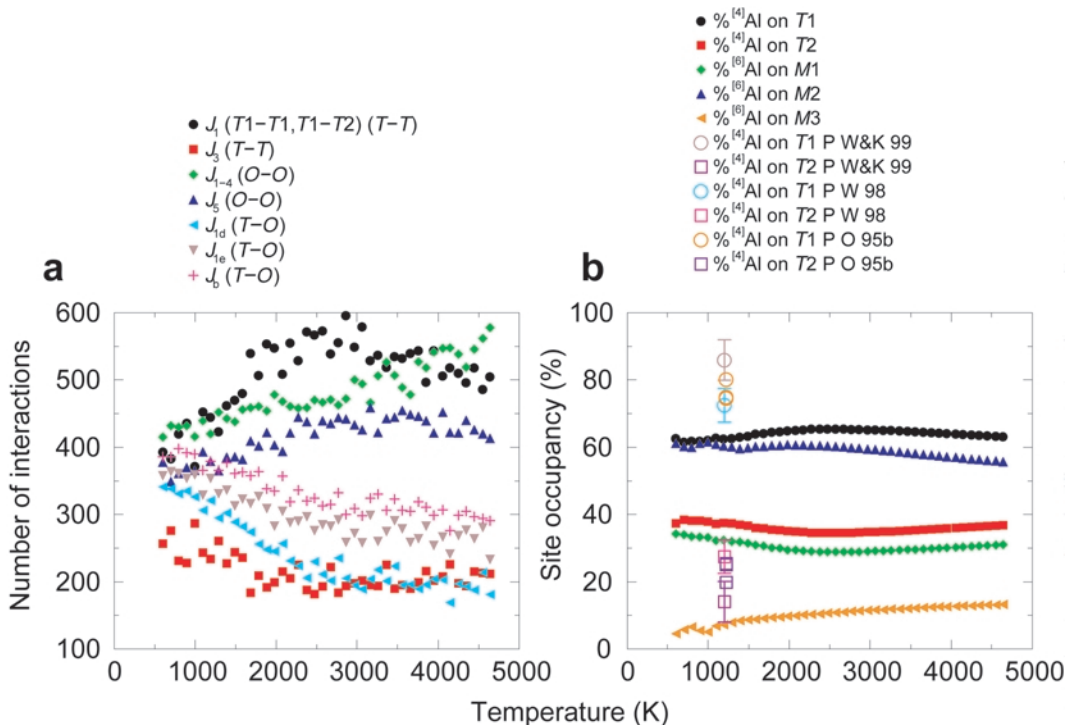 J₁ (T1−T1,T1−T2) (T−T)
J₃ (T−T)
J₁₋₄ (O−O)
J₅ (O−O)
J₁d (T−O)
J₁e (T−O)
Jb (T−O)
a
600
500
400
300
200
100
0 1000 2000 3000 4000 5000
Number of interactions
% [4]Al on T1
% [4]Al on T2
% [6]Al on M1
% [6]Al on M2
% [6]Al on M3
% [4]Al on T1 P W&K 99
% [4]Al on T2 P W&K 99
% [4]Al on T1 P W 98
% [4]Al on T2 P W 98
% [4]Al on T1 P O 95b
% [4]Al on T2 P O 95b
b
100
80
60
40
20
0
0 1000 2000 3000 4000 5000
Site occupancy (%)
Temperature (K)